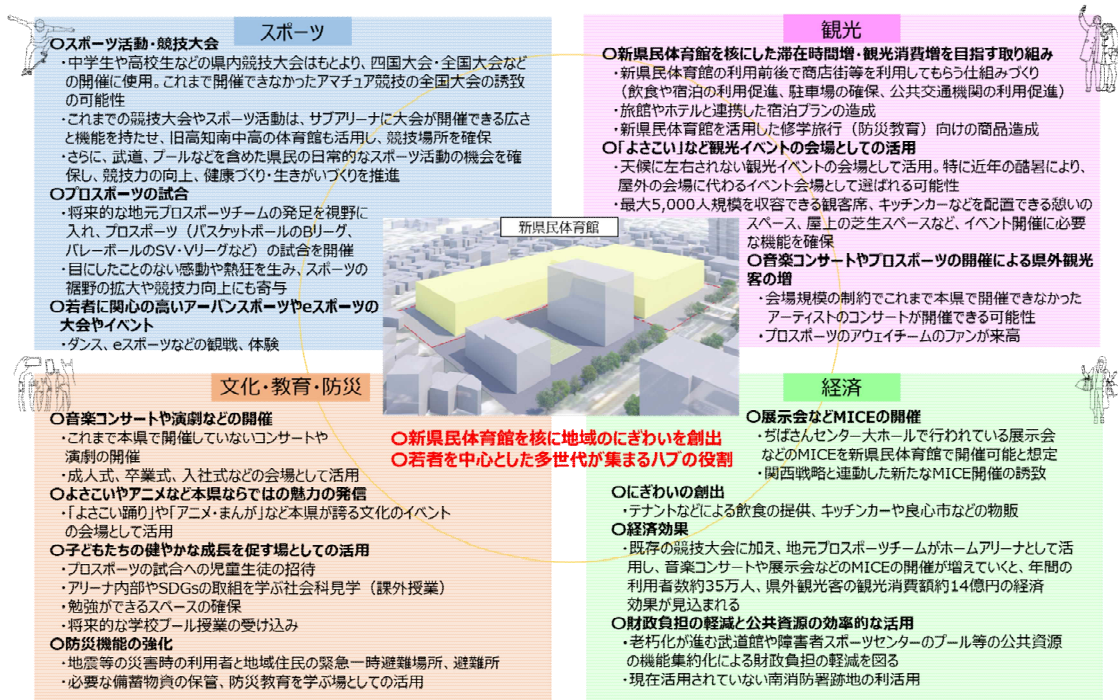 スポーツ
〇スポーツ活動・競技大会
・中学生や高校生などの県内競技大会はもとより、四国大会・全国大会など
の開催に使用。これまで開催できなかったアマチュア競技の全国大会の誘致
の可能性
・これまでの競技大会やスポーツ活動は、サブアリーナに大会が開催できる広さ
と機能を持たせ、旧高知南中高の体育館も活用し、競技場所を確保
・さらに、武道、プールなどを含めた県民の日常的なスポーツ活動の機会を確
保し、競技力の向上、健康づくり・生きがいづくりを推進
〇プロスポーツの試合
・将来的な地元プロスポーツチームの発足を視野に
入れ、プロスポーツ（バスケットボールのBリーグ、
バレーボールのSV・Vリーグなど）の試合を開催
・目にしたことのない感動や熱狂を生み、スポーツの
裾野の拡大や競技力向上にも寄与
〇若者に関心の高いアーバンスポーツやeスポーツの
大会やイベント
・ダンス、eスポーツなどの観戦、体験
観光
〇新県民体育館を核にした滞在時間増・観光消費増を目指す取り組み
・新県民体育館の利用前後で商店街等を利用してもらう仕組みづくり
（飲食や宿泊の利用促進、駐車場の確保、公共交通機関の利用促進）
・旅館やホテルと連携した宿泊プランの造成
・新県民体育館を活用した修学旅行（防災教育）向けの商品造成
〇「よさこい」など観光イベントの会場としての活用
・天候に左右されない観光イベントの会場として活用。特に近年の酷暑により、
屋外の会場に代わるイベント会場として選ばれる可能性
・最大5,000人規模を収容できる観客席、キッチンカーなどを配置できる憩いの
スペース、屋上の芝生スペースなど、イベント開催に必要
な機能を確保
〇音楽コンサートやプロスポーツの開催による県外観光
客の増
・会場規模の制約でこれまで本県で開催できなかった
アーティストのコンサートが開催できる可能性
・プロスポーツのアウェイチームのファンが来高
新県民体育館
〇新県民体育館を核に地域のにぎわいを創出
〇若者を中心とした多世代が集まるハブの役割
文化・教育・防災
〇音楽コンサートや演劇などの開催
・これまで本県で開催していないコンサートや
演劇の開催
・成人式、卒業式、入社式などの会場として活用
〇よさこいやアニメなど本県ならではの魅力の発信
・「よさこい踊り」や「アニメ・まんが」など本県が誇る文化のイベント
の会場として活用
〇子どもたちの健やかな成長を促す場としての活用
・プロスポーツの試合への児童生徒の招待
・アリーナ内部やSDGsの取組を学ぶ社会科見学（課外授業）
・勉強ができるスペースの確保
・将来的な学校プール授業の受け込み
〇防災機能の強化
・地震等の災害時の利用者と地域住民の緊急一時避難場所、避難所
・必要な備蓄物資の保管、防災教育を学ぶ場としての活用
経済
〇展示会などMICEの開催
・ぢばさんセンター大ホールで行われている展示会
などのMICEを新県民体育館で開催可能と想定
・関西戦略と連動した新たなMICE開催の誘致
〇にぎわいの創出
・テナントなどによる飲食の提供、キッチンカーや良心市などの物販
〇経済効果
・既存の競技大会に加え、地元プロスポーツチームがホームアリーナとして活
用し、音楽コンサートや展示会などのMICEの開催が増えていくと、年間の
利用者数約35万人、県外観光客の観光消費額約14億円の経済
効果が見込まれる
〇財政負担の軽減と公共資源の効率的な活用
・老朽化が進む武道館や障害者スポーツセンターのプール等の公共資源
の機能集約化による財政負担の軽減を図る
・現在活用されていない南消防署跡地の利活用